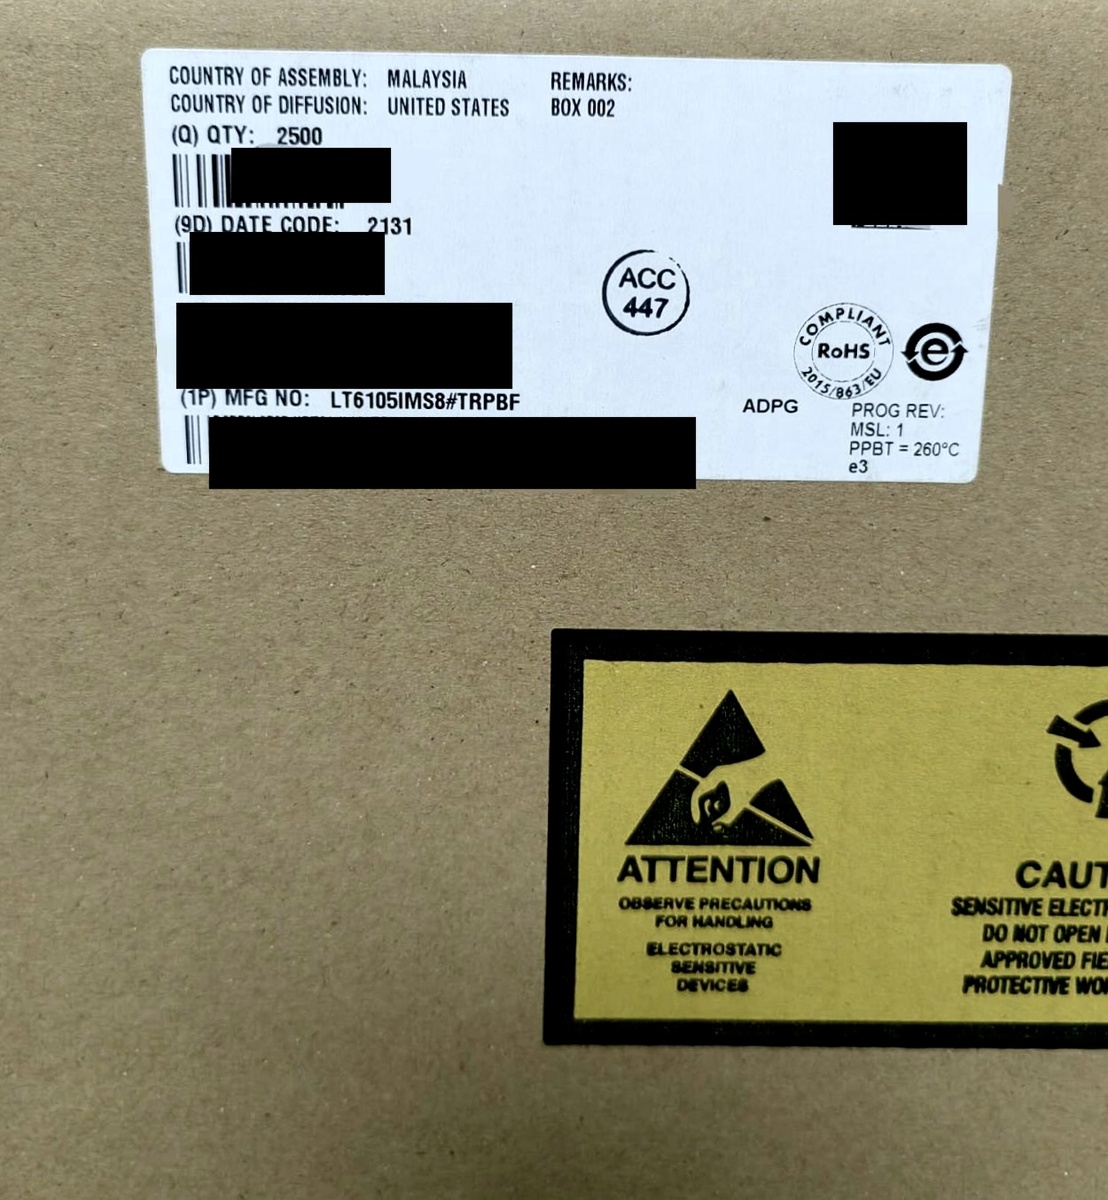 COUNTRY OF ASSEMBLY: MALAYSIA
COUNTRY OF DIFFUSION: UNITED STATES
REMARKS:
BOX 002
(Q) QTY: 2500
(9D) DATE CODE: 2131
ACC
447
COMPLIANT
RoHS
2015/863/EU
e
(1P) MFG NO: LT6105IMS8#TRPBF
ADPG
PROG REV:
MSL: 1
PPBT = 260°C
e3
ATTENTION
OBSERVE PRECAUTIONS
FOR HANDLING
ELECTROSTATIC
SENSITIVE
DEVICES
CAUT
SENSITIVE ELECT
DO NOT OPEN
APPROVED FIE
PROTECTIVE WO